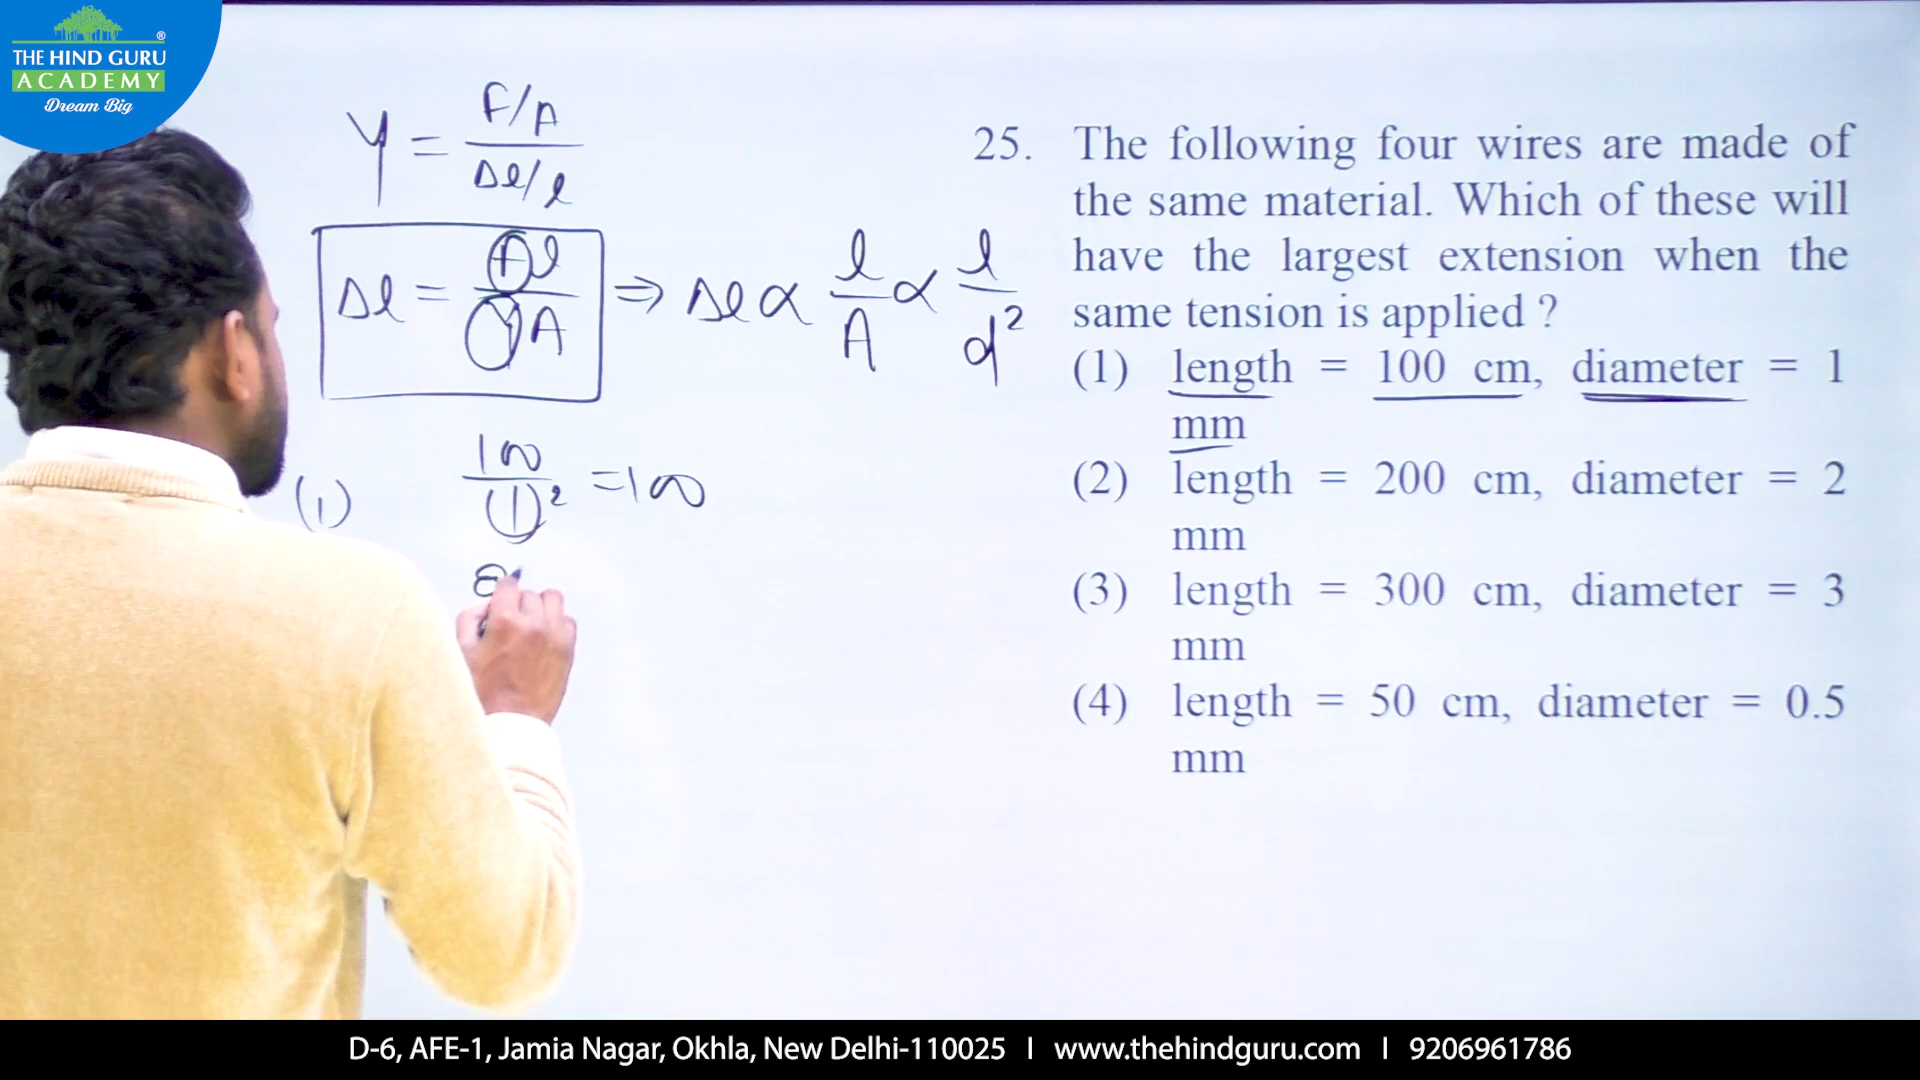 THE HIND GURU
ACADEMY
Dream Big
®
Y = F/A / Δl/l
Δl = Fl / YA ⇒ Δl ∝ l/A ∝ l/d²
(1) 100/(1)² = 100
25. The following four wires are made of
the same material. Which of these will
have the largest extension when the
same tension is applied ?
(1) length = 100 cm, diameter = 1
mm
(2) length = 200 cm, diameter = 2
mm
(3) length = 300 cm, diameter = 3
mm
(4) length = 50 cm, diameter = 0.5
mm
D-6, AFE-1, Jamia Nagar, Okhla, New Delhi-110025 | www.thehindguru.com | 9206961786